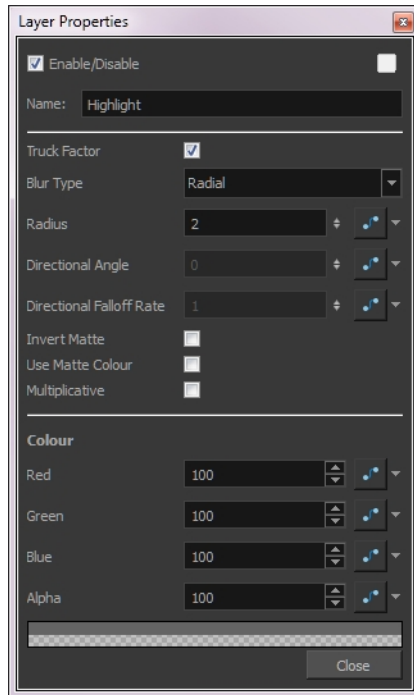 Layer Properties
Enable/Disable
Name: Highlight
Truck Factor
Blur Type Radial
Radius 2
Directional Angle 0
Directional Falloff Rate 1
Invert Matte
Use Matte Colour
Multiplicative
Colour
Red 100
Green 100
Blue 100
Alpha 100
Close